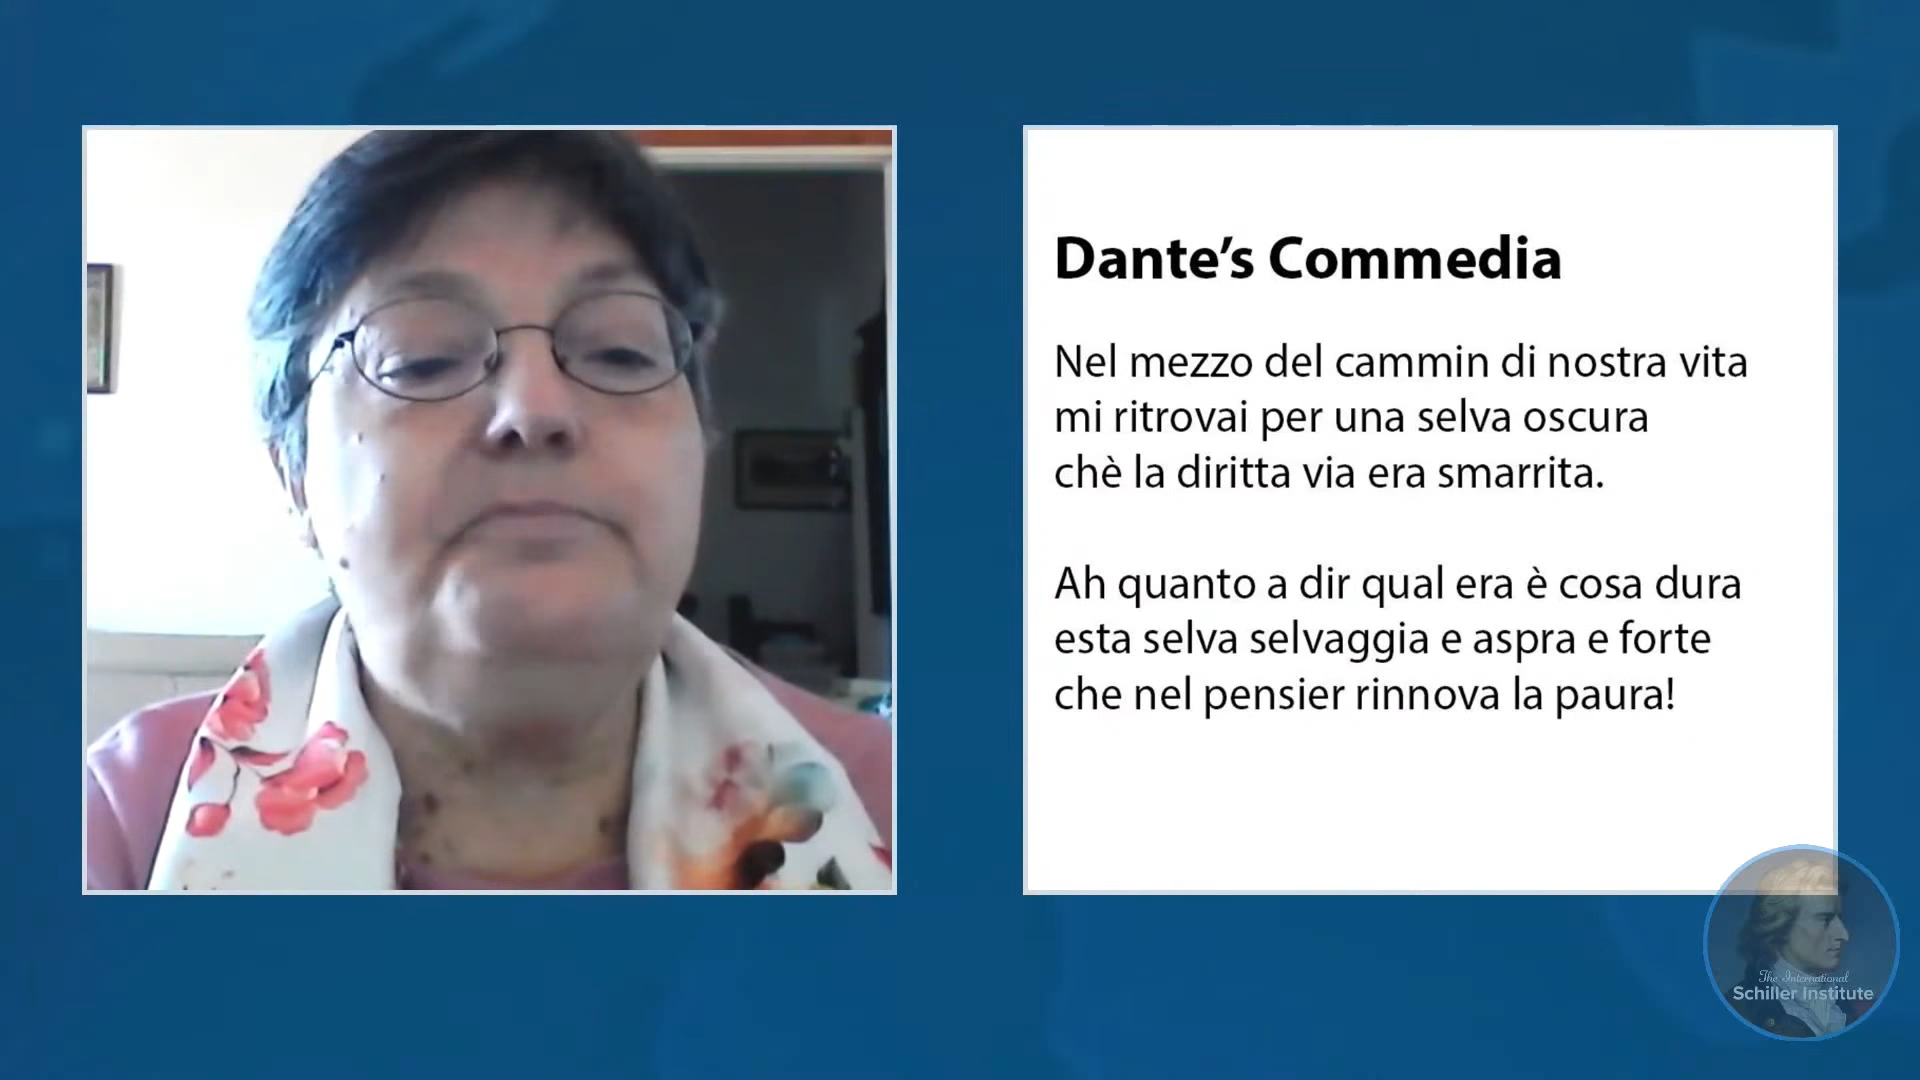 Dante’s Commedia
Nel mezzo del cammin di nostra vita
mi ritrovai per una selva oscura
chè la diritta via era smarrita.
Ah quanto a dir qual era è cosa dura
esta selva selvaggia e aspra e forte
che nel pensier rinnova la paura!
The International
Schiller Institute